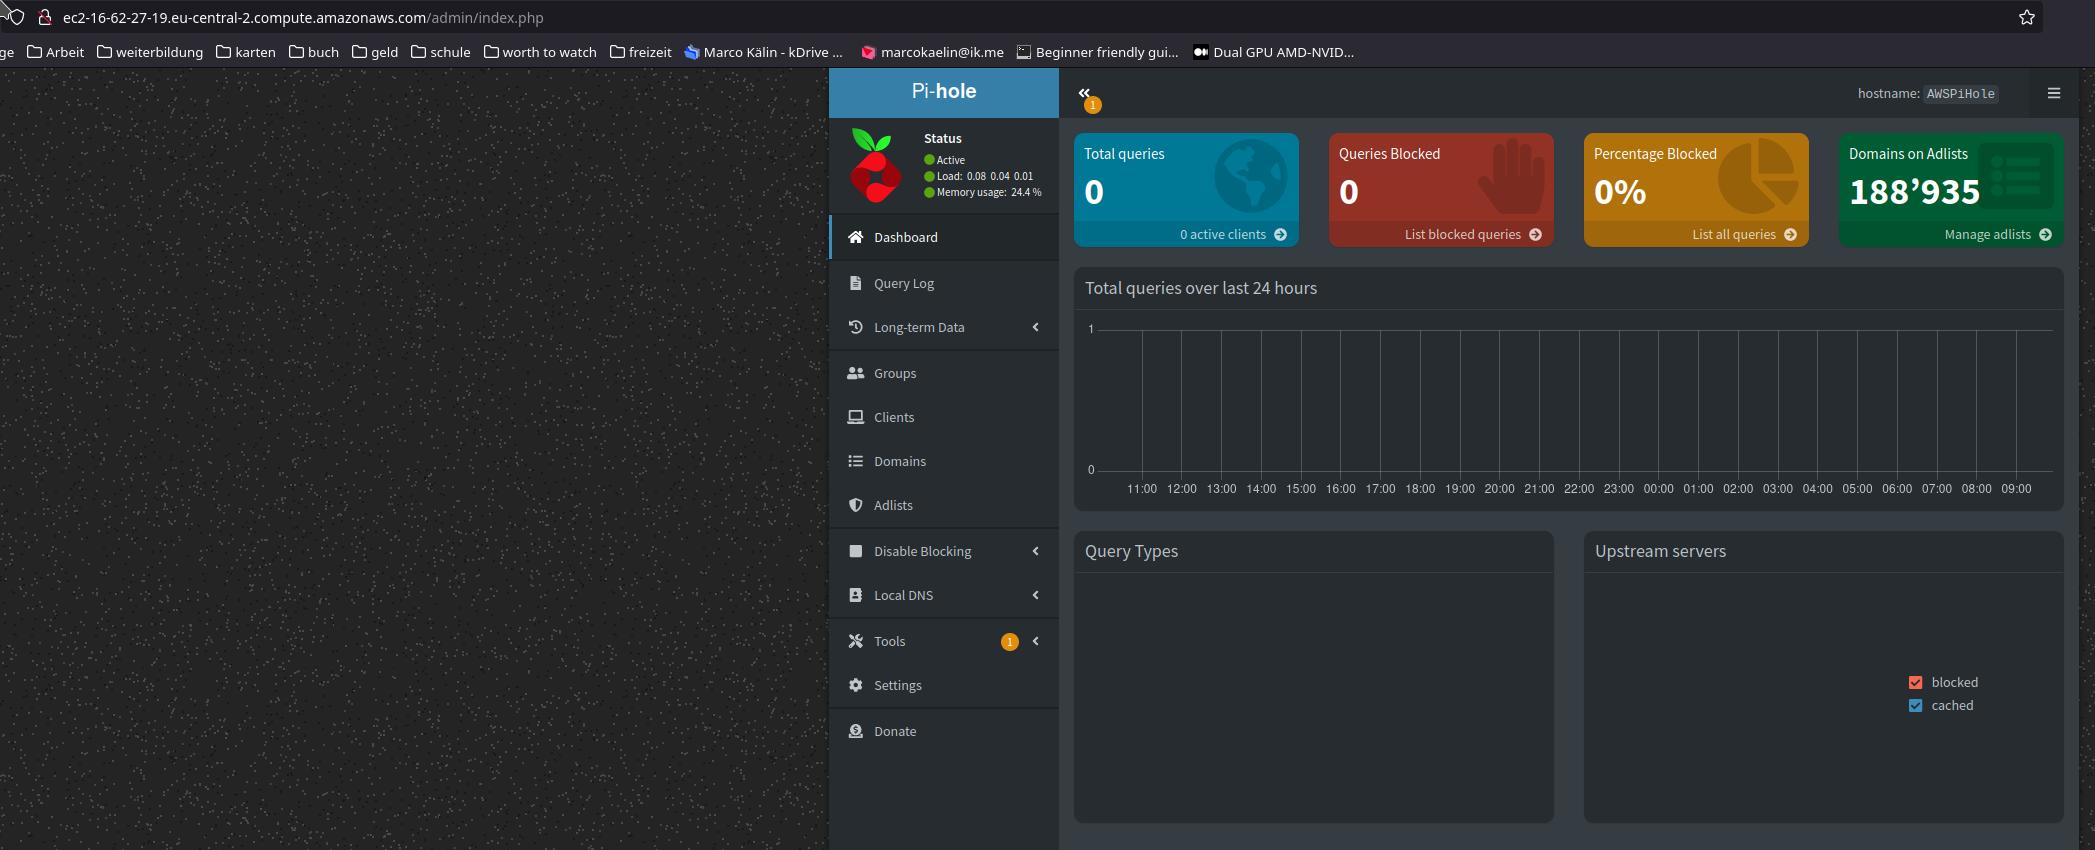 ec2-16-62-27-19.eu-central-2.compute.amazonaws.com/admin/index.php
ge Arbeit weiterbildung karten buch geld schule worth to watch freizeit Marco Kälin - kDrive ... marcokaelin@ik.me Beginner friendly gui... Dual GPU AMD-NVID...
Pi-hole
1
hostname: AWSPiHole
Status
Active
Load: 0.08 0.04 0.01
Memory usage: 24.4 %
Dashboard
Query Log
Long-term Data
Groups
Clients
Domains
Adlists
Disable Blocking
Local DNS
Tools 1
Settings
Donate
Total queries
0
0 active clients
Queries Blocked
0
List blocked queries
Percentage Blocked
0%
List all queries
Domains on Adlists
188’935
Manage adlists
Total queries over last 24 hours
1
0
11:00 12:00 13:00 14:00 15:00 16:00 17:00 18:00 19:00 20:00 21:00 22:00 23:00 00:00 01:00 02:00 03:00 04:00 05:00 06:00 07:00 08:00 09:00
Query Types
Upstream servers
blocked
cached